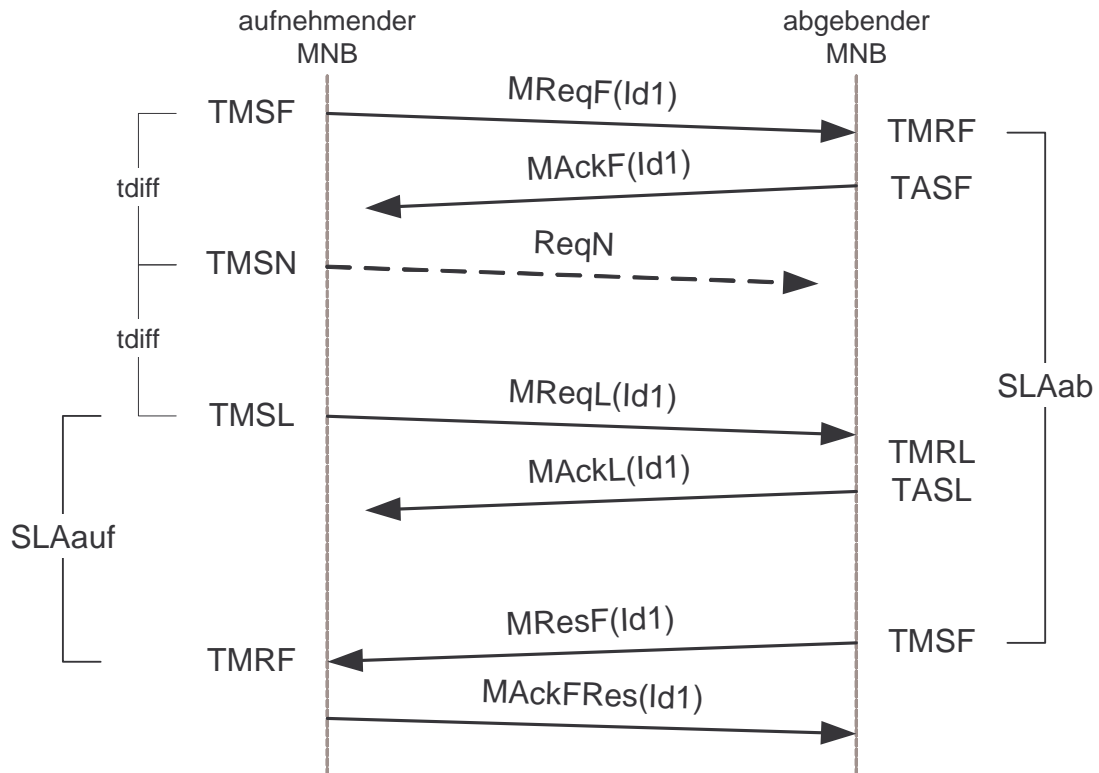 aufnehmender
MNB
abgebender
MNB
TMSF
MReqF(Id1)
TMRF
tdiff
MAckF(Id1)
TASF
TMSN
ReqN
tdiff
SLAab
TMSL
MReqL(Id1)
TMRL
MAckL(Id1)
TASL
SLAauf
MResF(Id1)
TMSF
TMRF
MAckFRes(Id1)